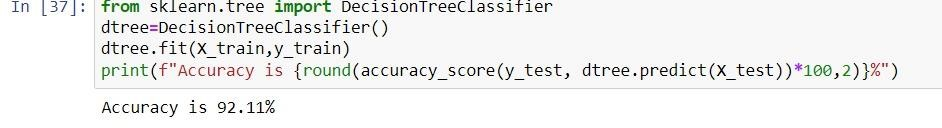 In [37]: from sklearn.tree import DecisionTreeClassifier
dtree=DecisionTreeClassifier()
dtree.fit(X_train,y_train)
print(f"Accuracy is {round(accuracy_score(y_test, dtree.predict(X_test))*100,2)}%")
Accuracy is 92.11%